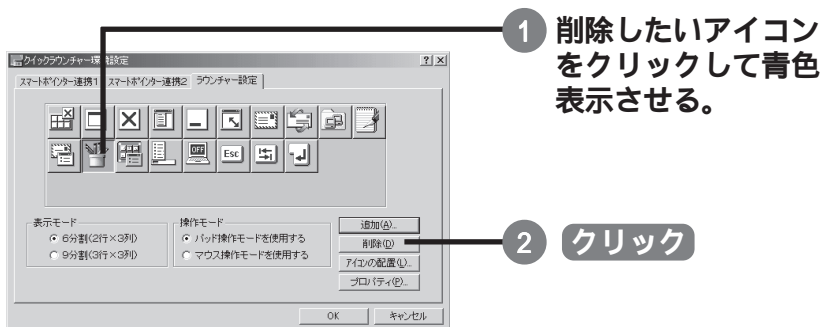 1 削除したいアイコン
をクリックして青色
表示させる。
クイックラウンチャー環境設定
スマートポインター連携1 スマートポインター連携2 ラウンチャー設定
OFF Esc
表示モード
6分割(2行×3列)
9分割(3行×3列)
操作モード
パッド操作モードを使用する
マウス操作モードを使用する
追加(A)...
削除(D)
アイコンの配置(L)...
プロパティ(P)...
2 クリック
OK キャンセル